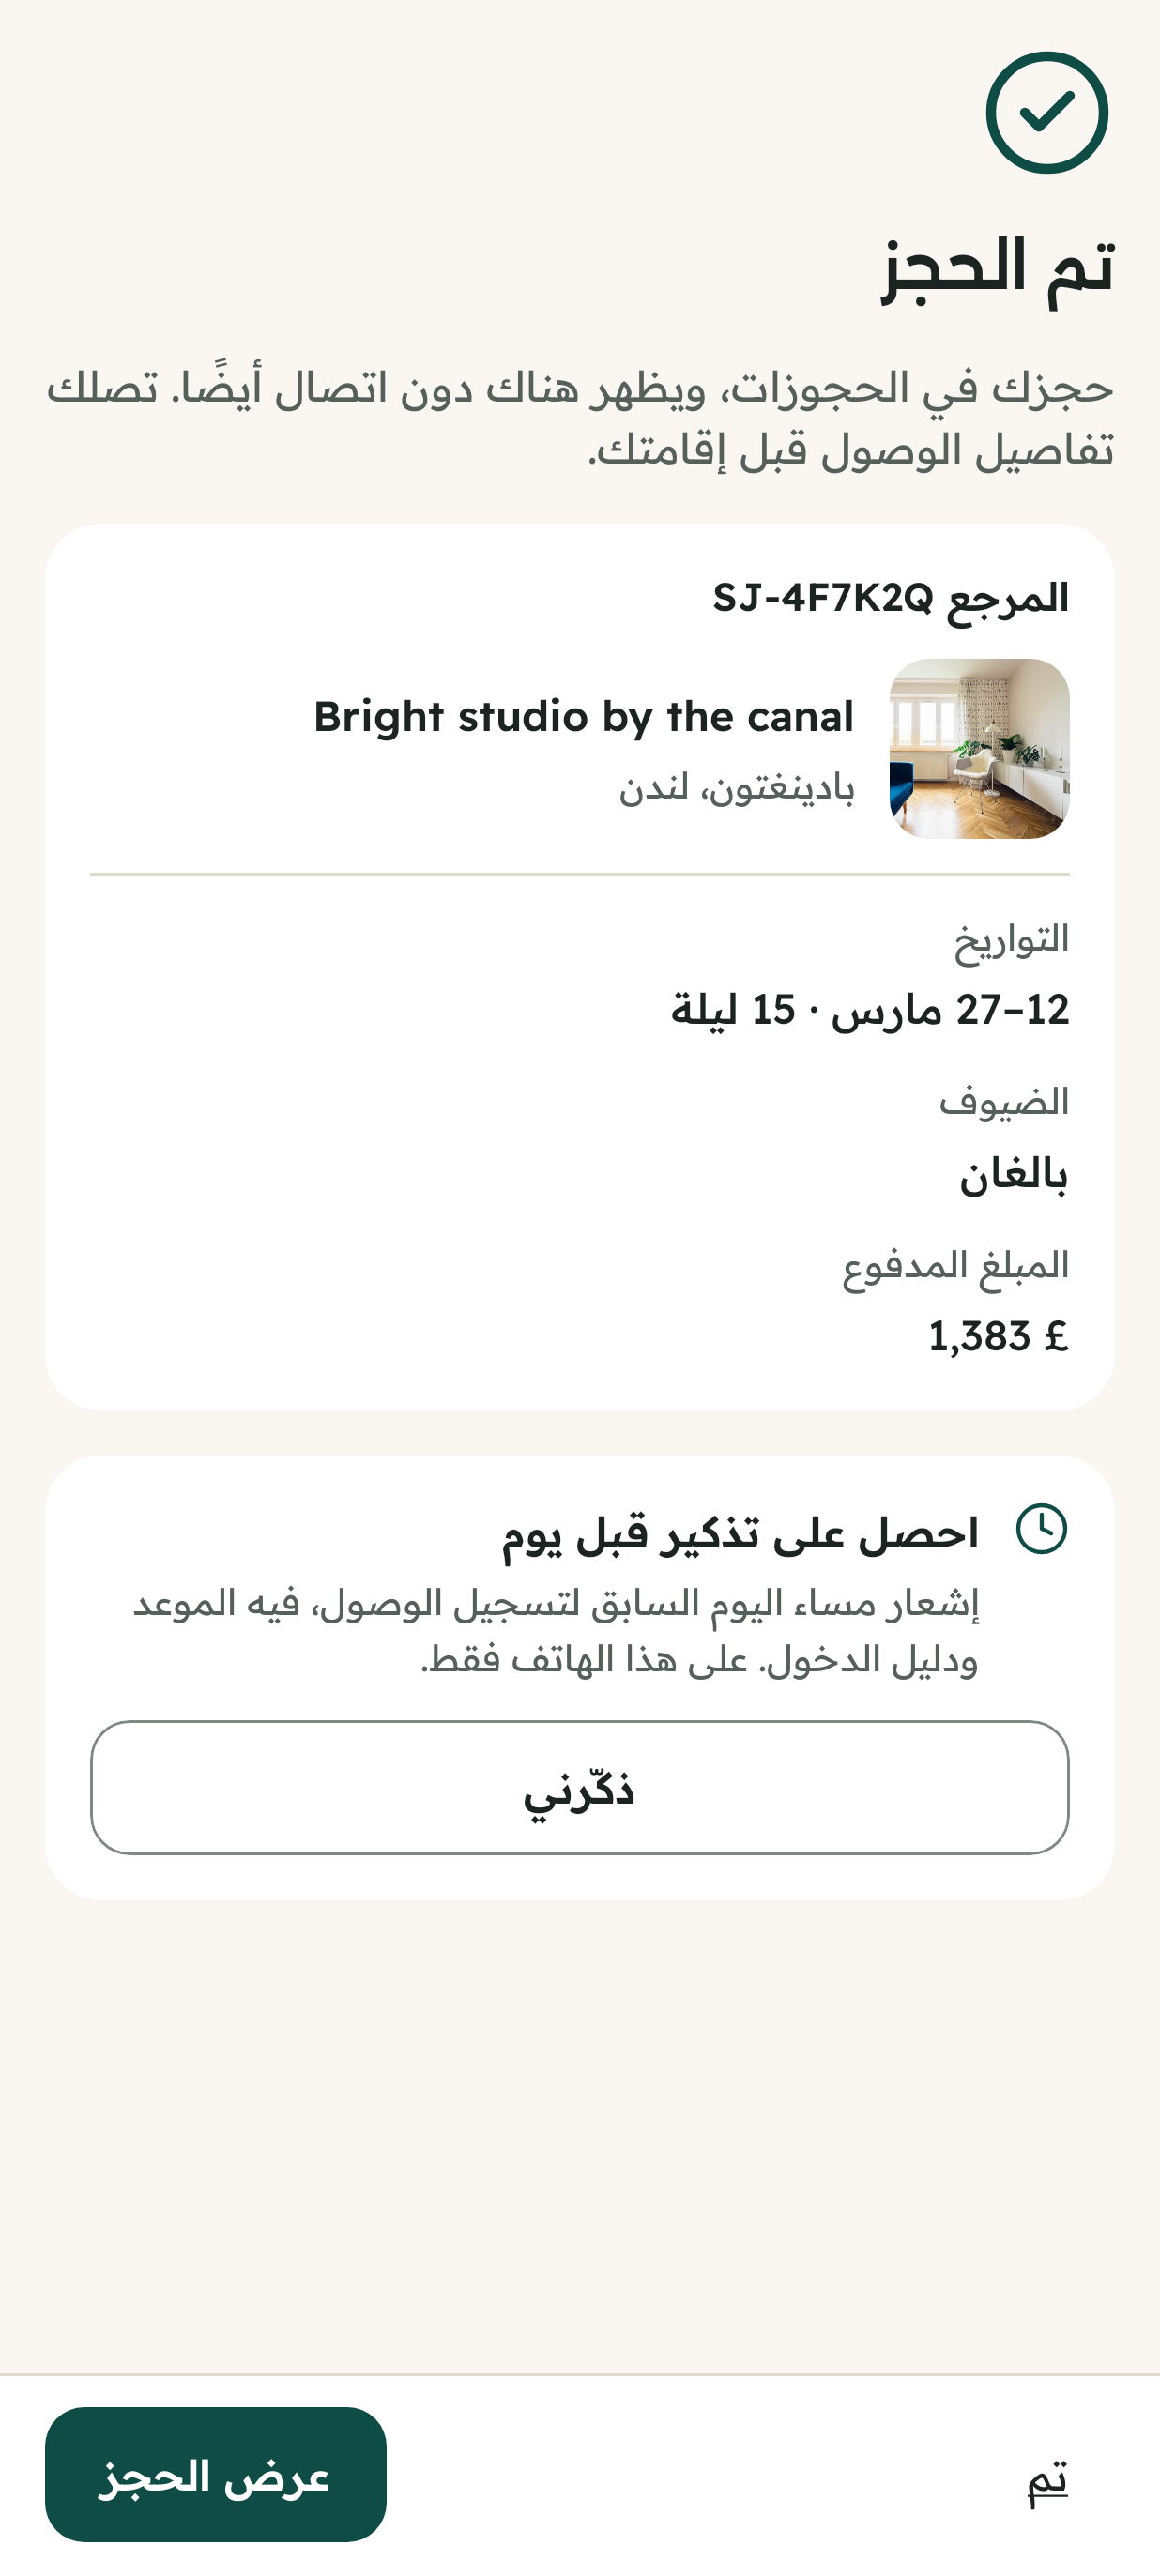 تم الحجز
حجزك في الحجوزات، ويظهر هناك دون اتصال أيضًا. تصلك
تفاصيل الوصول قبل إقامتك.
المرجع SJ-4F7K2Q
Bright studio by the canal
بادينغتون، لندن
التواريخ
12–27 مارس · 15 ليلة
الضيوف
بالغان
المبلغ المدفوع
£ 1,383
احصل على تذكير قبل يوم
إشعار مساء اليوم السابق لتسجيل الوصول، فيه الموعد
ودليل الدخول. على هذا الهاتف فقط.
ذكّرني
تم
عرض الحجز